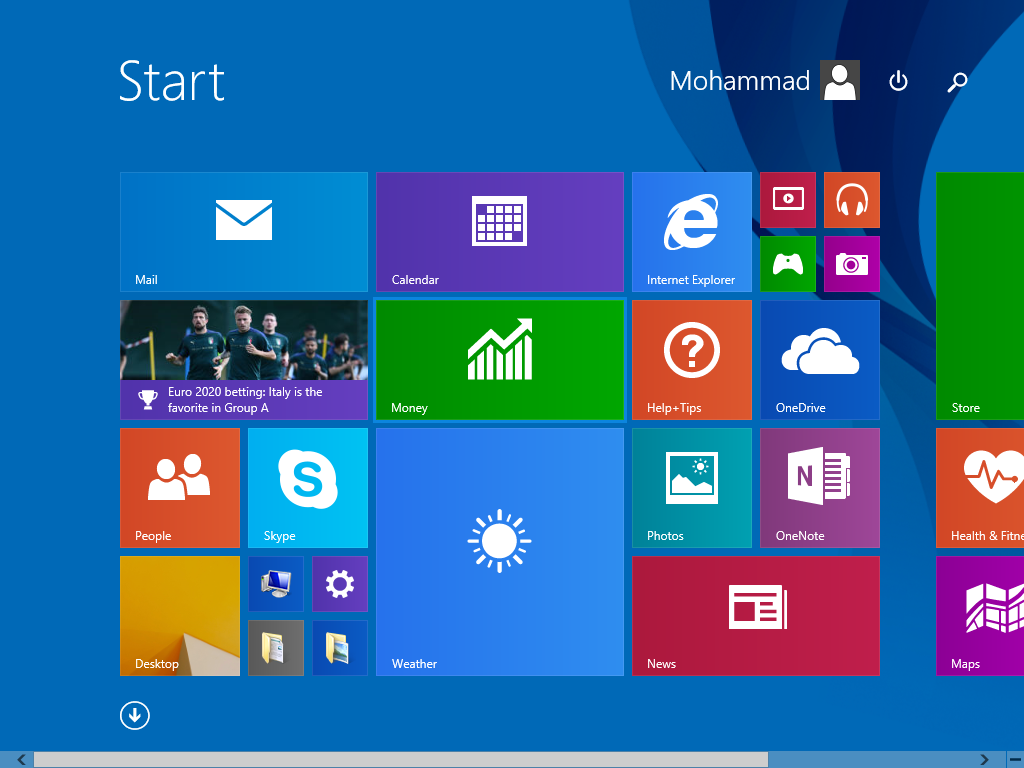 Start
Mohammad
Mail
Calendar
Internet Explorer
Euro 2020 betting: Italy is the
favorite in Group A
Money
Help+Tips
OneDrive
Store
People
Skype
Weather
Photos
OneNote
Health & Fitne
Desktop
News
Maps